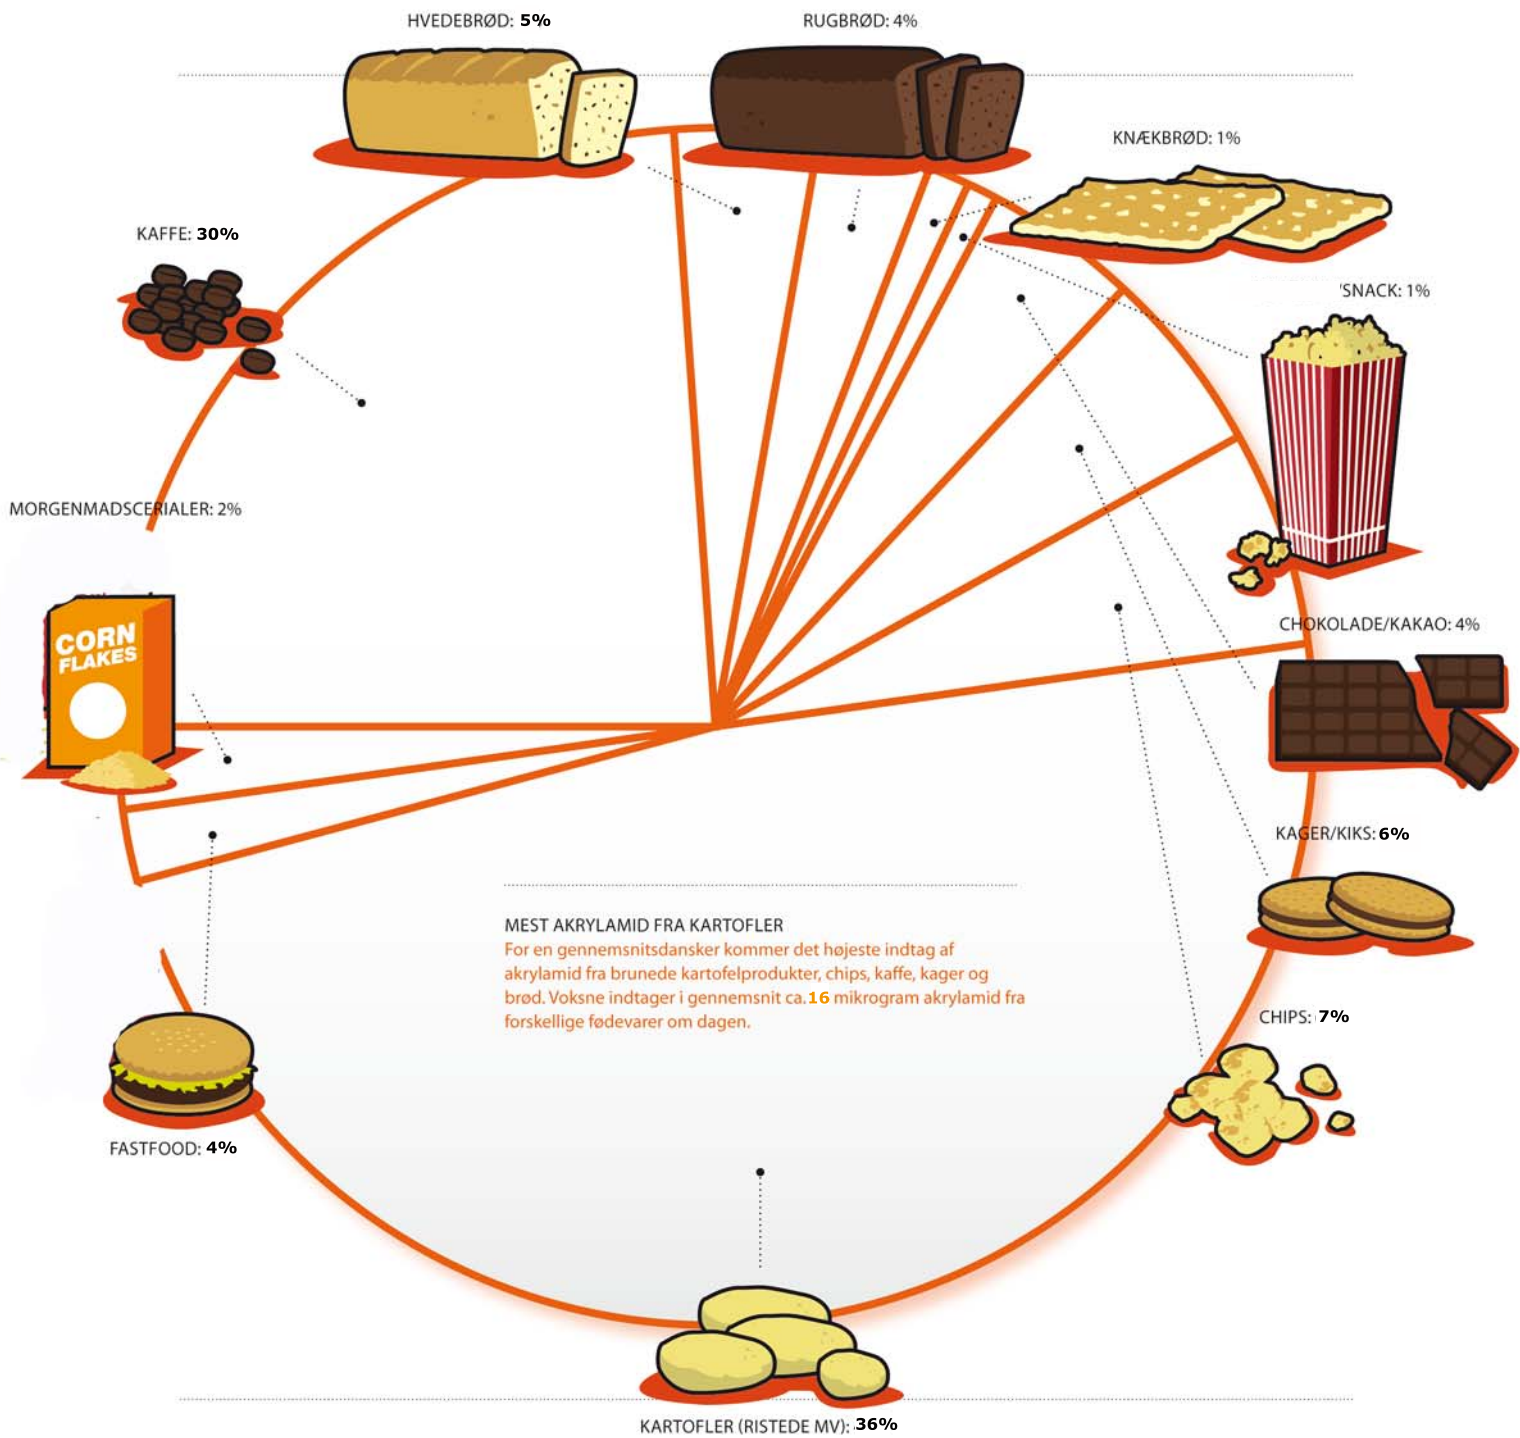 HVEDEBRØD: 5%
RUGBRØD: 4%
KNÆKBRØD: 1%
KAFFE: 30%
'SNACK: 1%
MORGENMADSCERIALER: 2%
CORN
FLAKES
CHOKOLADE/KAKAO: 4%
KAGER/KIKS: 6%
MEST AKRYLAMID FRA KARTOFLER
For en gennemsnitsdansker kommer det højeste indtag af
akrylamid fra brunede kartofelprodukter, chips, kaffe, kager og
brød. Voksne indtager i gennemsnit ca. 16 mikrogram akrylamid fra
forskellige fødevarer om dagen.
CHIPS: 7%
FASTFOOD: 4%
KARTOFLER (RISTEDE MV): 36%